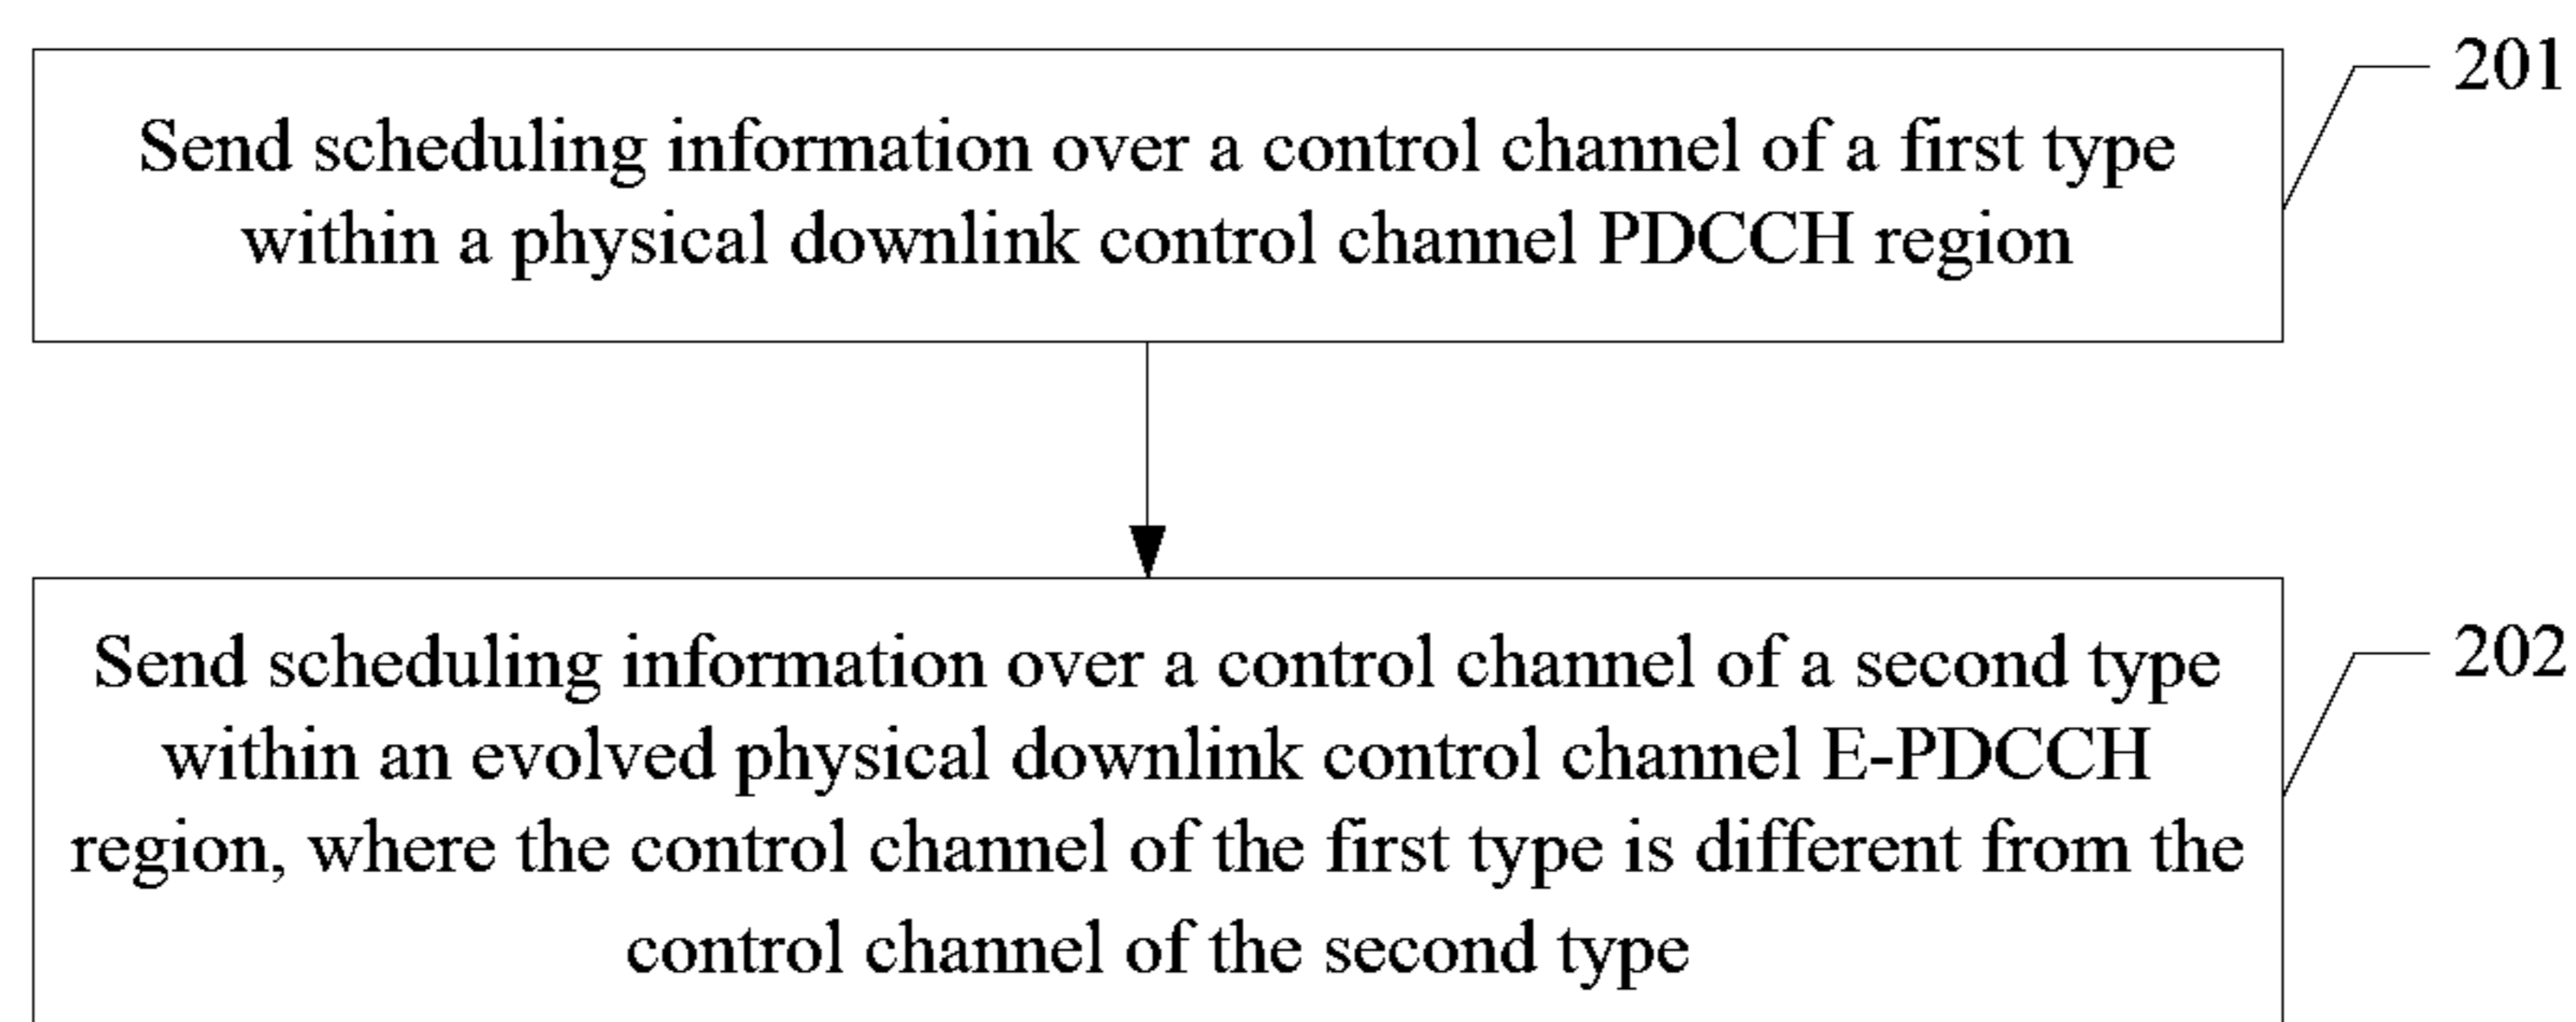 Send scheduling information over a control channel of a first type
within a physical downlink control channel PDCCH region
201
Send scheduling information over a control channel of a second type
within an evolved physical downlink control channel E-PDCCH
region, where the control channel of the first type is different from the
control channel of the second type
202